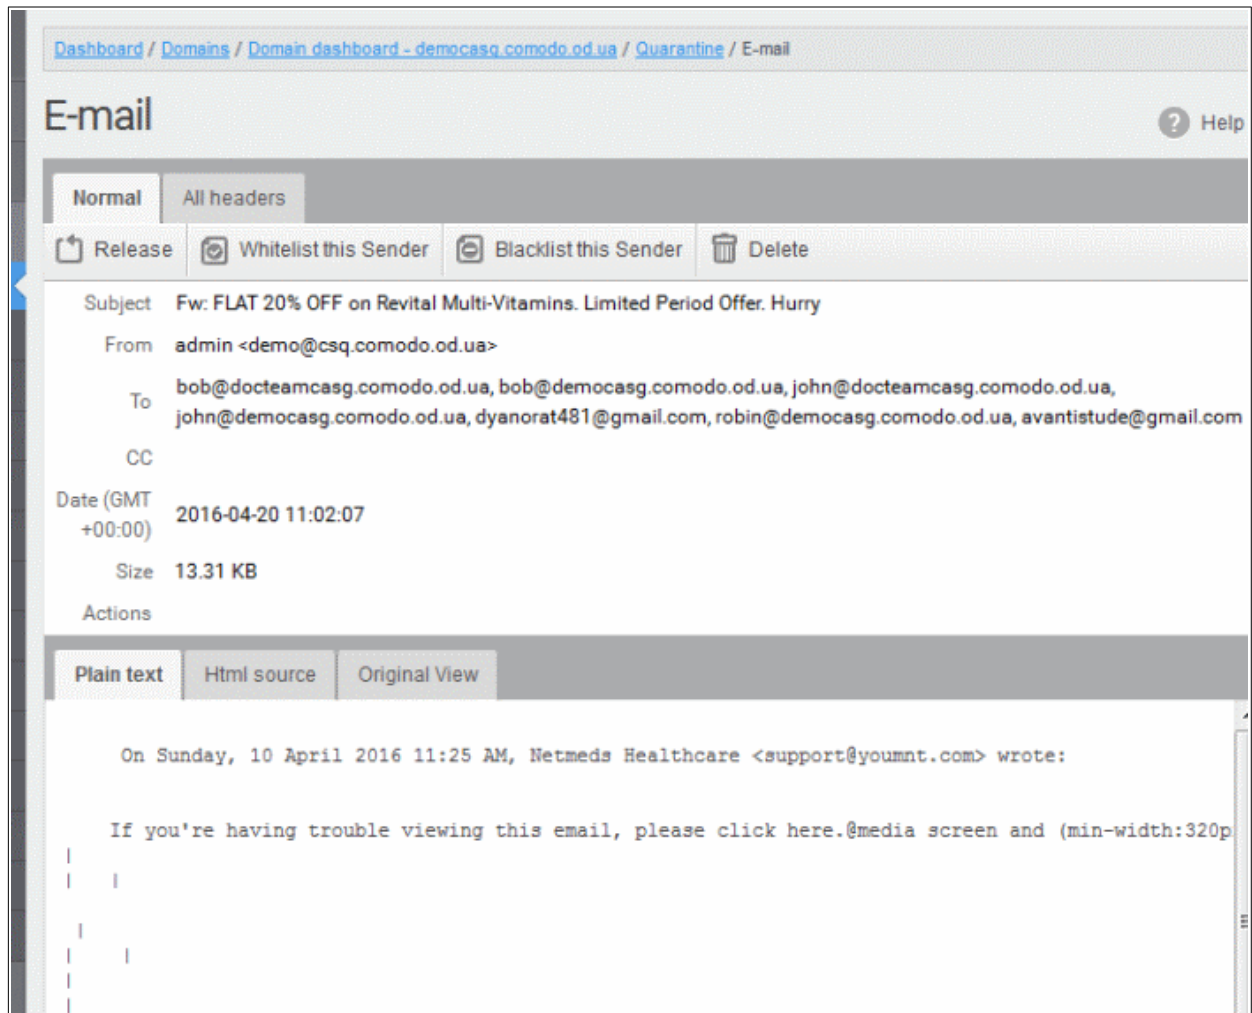 Dashboard / Domains / Domain dashboard - democasg.comodo.od.ua / Quarantine / E-mail
E-mail
Help
Normal All headers
Release Whitelist this Sender Blacklist this Sender Delete
Subject Fw: FLAT 20% OFF on Revital Multi-Vitamins. Limited Period Offer. Hurry
From admin <demo@csq.comodo.od.ua>
To bob@docteamcasg.comodo.od.ua, bob@democasg.comodo.od.ua, john@docteamcasg.comodo.od.ua,
john@democasg.comodo.od.ua, dyanorat481@gmail.com, robin@democasg.comodo.od.ua, avantistude@gmail.com
CC
Date (GMT
+00:00) 2016-04-20 11:02:07
Size 13.31 KB
Actions
Plain text Html source Original View
On Sunday, 10 April 2016 11:25 AM, Netmeds Healthcare <support@youmnt.com> wrote:
If you're having trouble viewing this email, please click here.@media screen and (min-width:320p
|
| |
|
| |
|
|